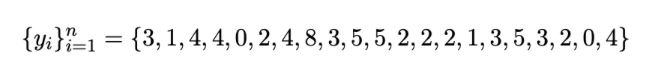 {yᵢ}ⁿᵢ₌₁ = {3, 1, 4, 4, 0, 2, 4, 8, 3, 5, 5, 2, 2, 2, 1, 3, 5, 3, 2, 0, 4}